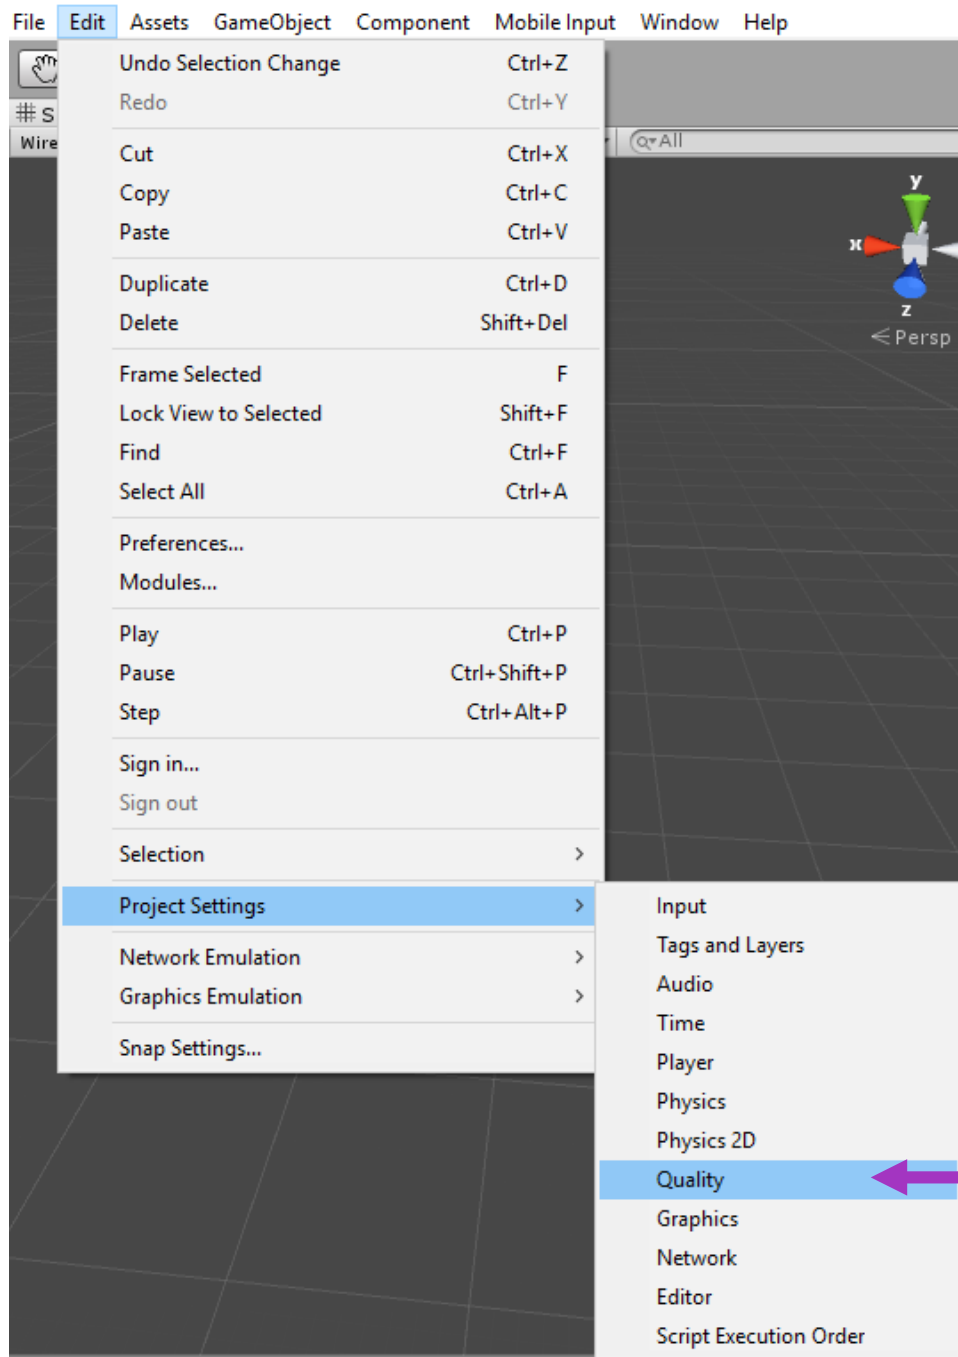 File Edit Assets GameObject Component Mobile Input Window Help
Undo Selection Change Ctrl+Z
Redo Ctrl+Y
# S
Wire
All
Cut Ctrl+X
Copy Ctrl+C
Paste Ctrl+V
Duplicate Ctrl+D
Delete Shift+Del
y
x
z
< Persp
Frame Selected F
Lock View to Selected Shift+F
Find Ctrl+F
Select All Ctrl+A
Preferences...
Modules...
Play Ctrl+P
Pause Ctrl+Shift+P
Step Ctrl+Alt+P
Sign in...
Sign out
Selection >
Project Settings >
Network Emulation >
Graphics Emulation >
Snap Settings...
Input
Tags and Layers
Audio
Time
Player
Physics
Physics 2D
Quality
Graphics
Network
Editor
Script Execution Order